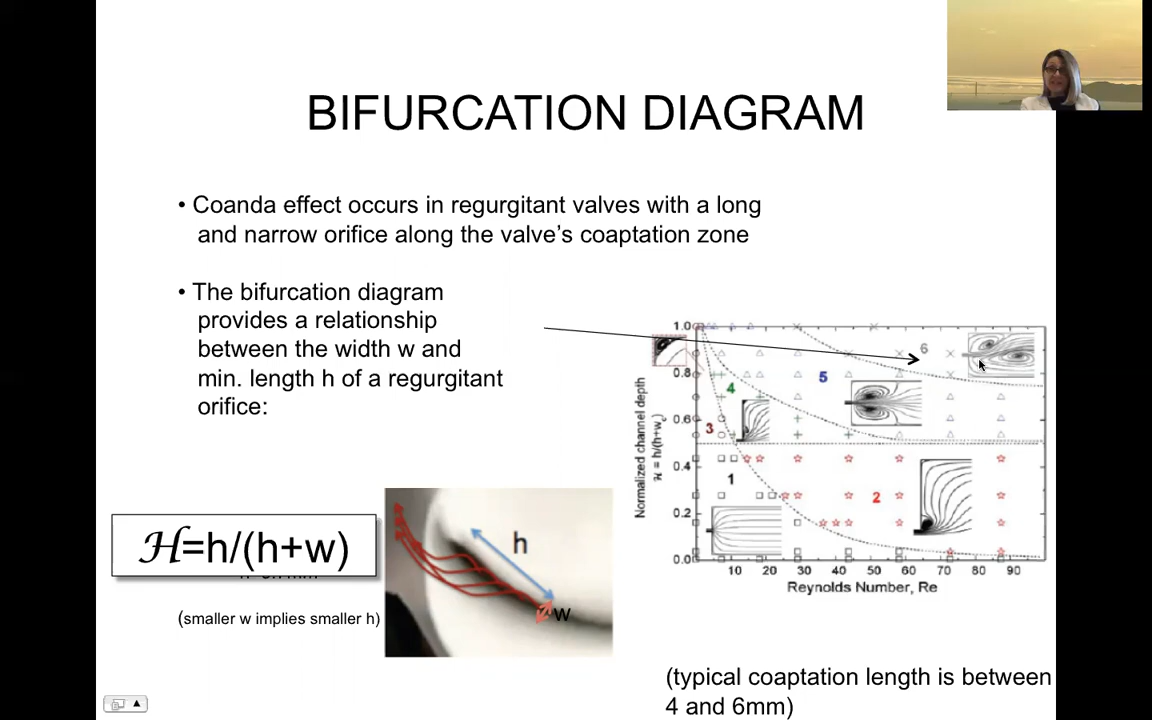 BIFURCATION DIAGRAM
• Coanda effect occurs in regurgitant valves with a long
and narrow orifice along the valve’s coaptation zone
• The bifurcation diagram
provides a relationship
between the width w and
min. length h of a regurgitant
orifice:
ℋ=h/(h+w)
(smaller w implies smaller h)
h
w
Normalized channel depth
ℋ = h/(h+w_c)
1.0
0.8
0.6
0.4
0.2
0.0
6
5
4
3
1
2
10 20 30 40 50 60 70 80 90
Reynolds Number, Re
(typical coaptation length is between
4 and 6mm)